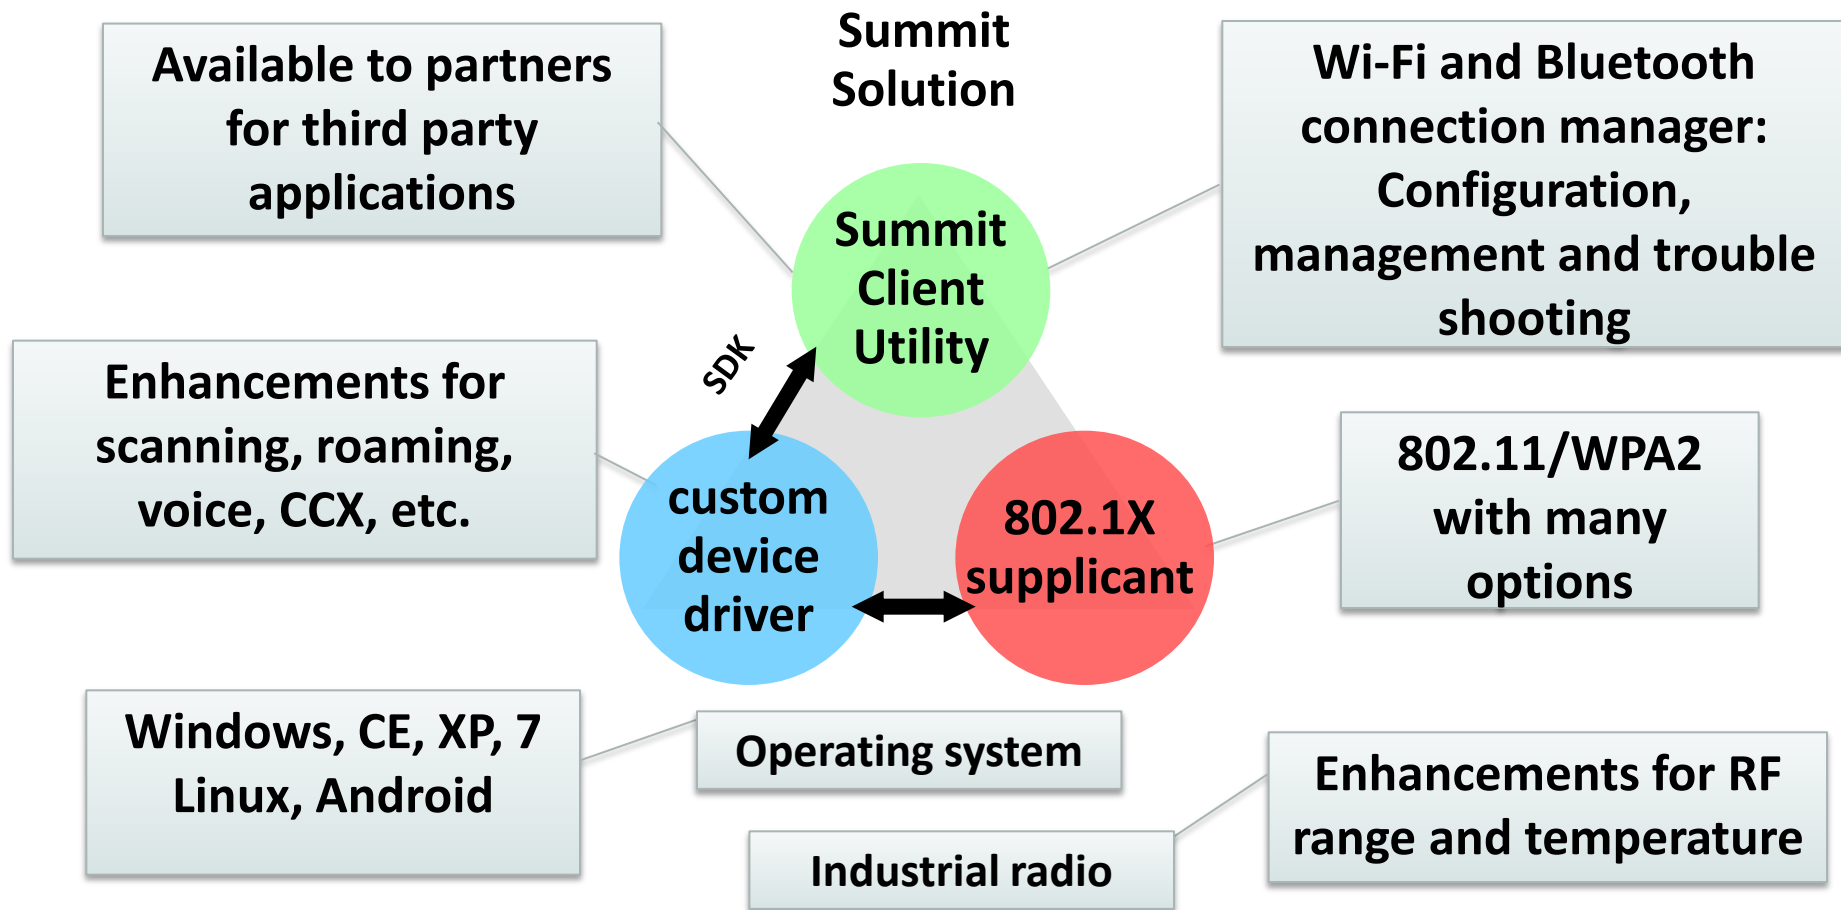 Summit
Solution
Available to partners
for third party
applications
Wi-Fi and Bluetooth
connection manager:
Configuration,
management and trouble
shooting
Summit
Client
Utility
SDK
Enhancements for
scanning, roaming,
voice, CCX, etc.
custom
device
driver
802.1X
supplicant
802.11/WPA2
with many
options
Windows, CE, XP, 7
Linux, Android
Operating system
Industrial radio
Enhancements for RF
range and temperature